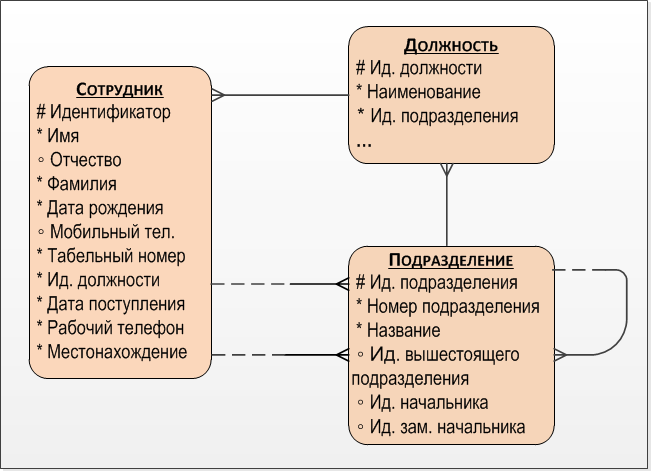 Сотрудник
# Идентификатор
* Имя
◦ Отчество
* Фамилия
* Дата рождения
◦ Мобильный тел.
* Табельный номер
* Ид. должности
* Дата поступления
* Рабочий телефон
* Местонахождение
Должность
# Ид. должности
* Наименование
* Ид. подразделения
...
Подразделение
# Ид. подразделения
* Номер подразделения
* Название
◦ Ид. вышестоящего
подразделения
◦ Ид. начальника
◦ Ид. зам. начальника